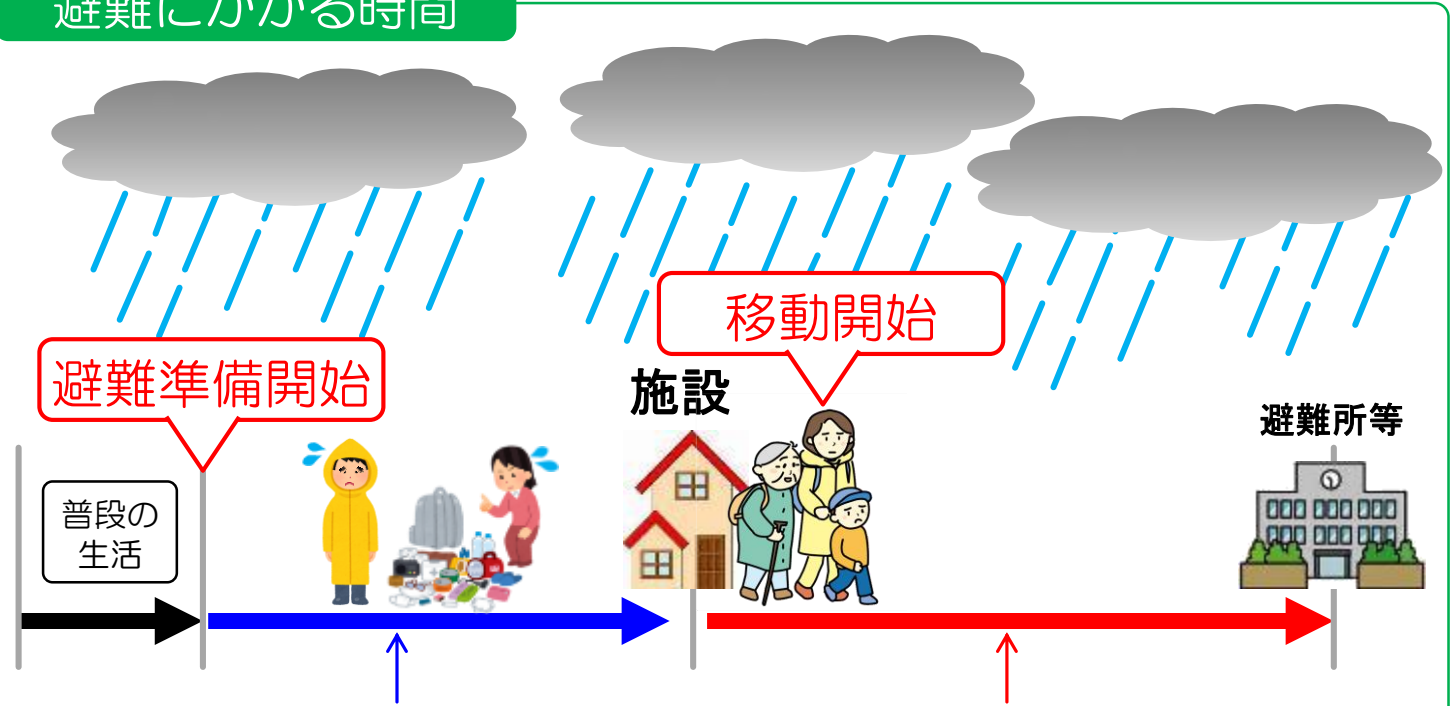 避難にかかる時間
移動開始
避難準備開始
施設
避難所等
普段の
生活